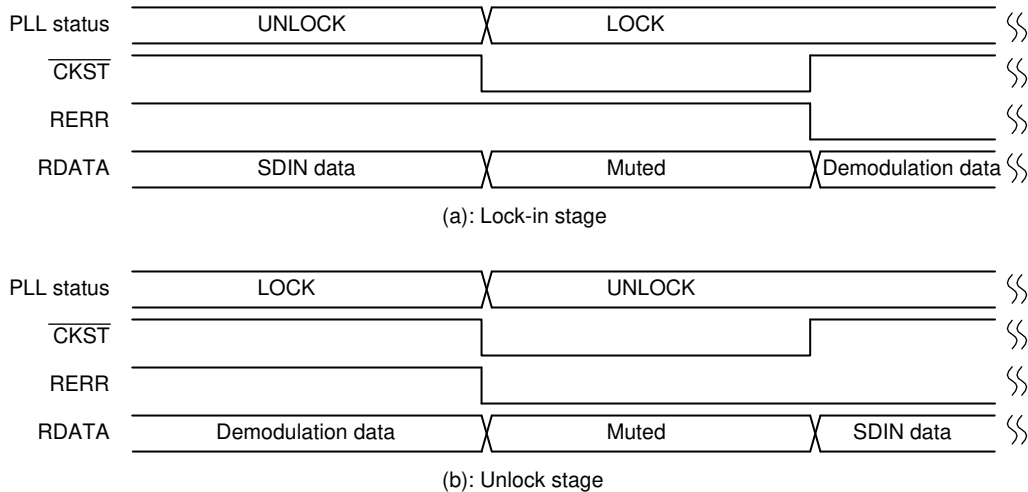 PLL status UNLOCK LOCK
CKST
RERR
RDATA SDIN data Muted Demodulation data
(a): Lock-in stage
PLL status LOCK UNLOCK
CKST
RERR
RDATA Demodulation data Muted SDIN data
(b): Unlock stage